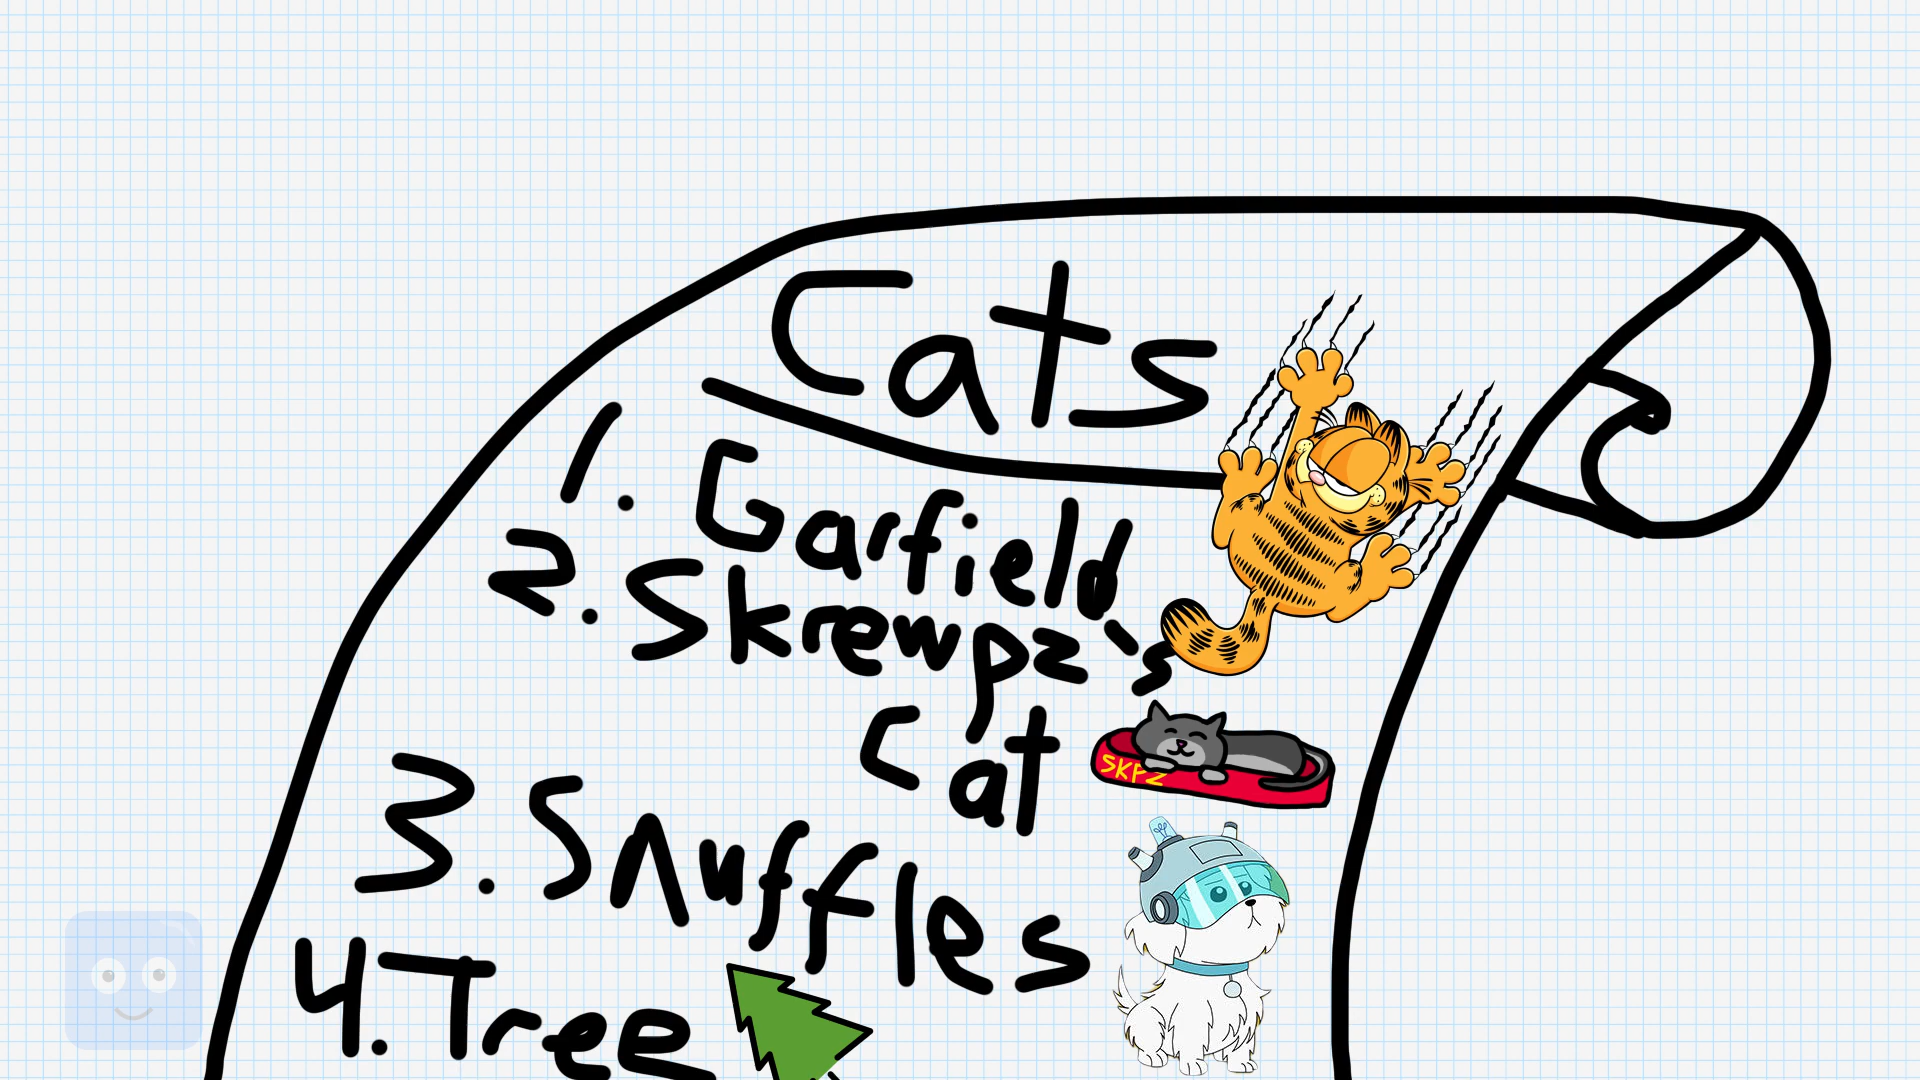 Cats
1. Garfield
2. Skrewpz's
Cat
SKPZ
3. Snuffles
4. Tree